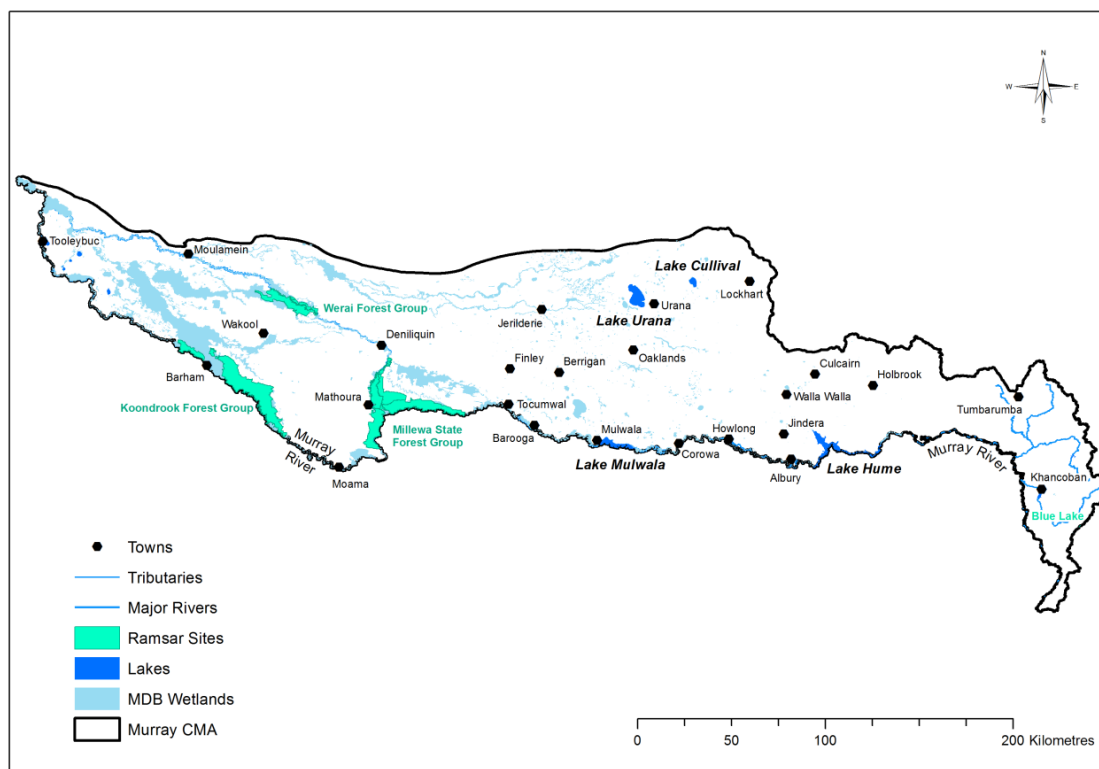 N
W
E
S
Lake Cullival
Tooleybuc
Moulamein
Lockhart
Urana
Werai Forest Group
Lake Urana
Jerilderie
Wakool
Deniliquin
Oaklands
Finley
Berrigan
Culcairn
Holbrook
Barham
Mathoura
Walla Walla
Tumbarumba
Koondrook Forest Group
Tocumwal
Millewa State
Forest Group
Barooga
Mulwala
Howlong
Jindera
Murray
River
Moama
Lake Mulwala
Corowa
Albury
Lake Hume
Murray River
Khancoban
Blue Lake
Towns
Tributaries
Major Rivers
Ramsar Sites
Lakes
MDB Wetlands
Murray CMA
0 50 100 200 Kilometres